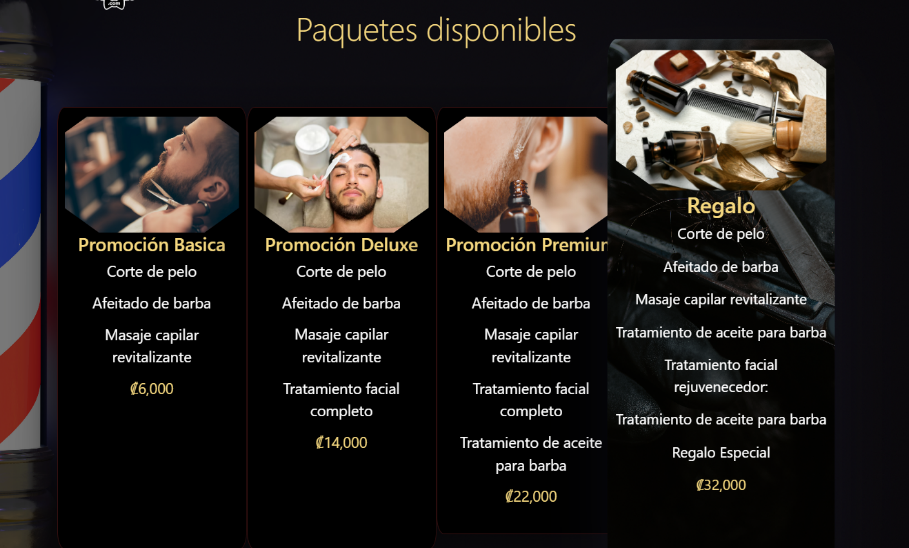 Paquetes disponibles
Promoción Basica
Corte de pelo
Afeitado de barba
Masaje capilar
revitalizante
₡6,000
Promoción Deluxe
Corte de pelo
Afeitado de barba
Masaje capilar
revitalizante
Tratamiento facial
completo
₡14,000
Promoción Premiun
Corte de pelo
Afeitado de barba
Masaje capilar
revitalizante
Tratamiento facial
completo
Tratamiento de aceite
para barba
₡22,000
Regalo
Corte de pelo
Afeitado de barba
Masaje capilar revitalizante
Tratamiento de aceite para barba
Tratamiento facial
rejuvenecedor:
Tratamiento de aceite para barba
Regalo Especial
₡32,000